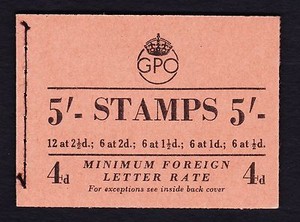 GPO
5/- STAMPS 5/-
12 at 2½d.; 6 at 2d.; 6 at 1½d.; 6 at 1d.; 6 at ½d.
4d MINIMUM FOREIGN 4d
LETTER RATE
For exceptions see inside back cover